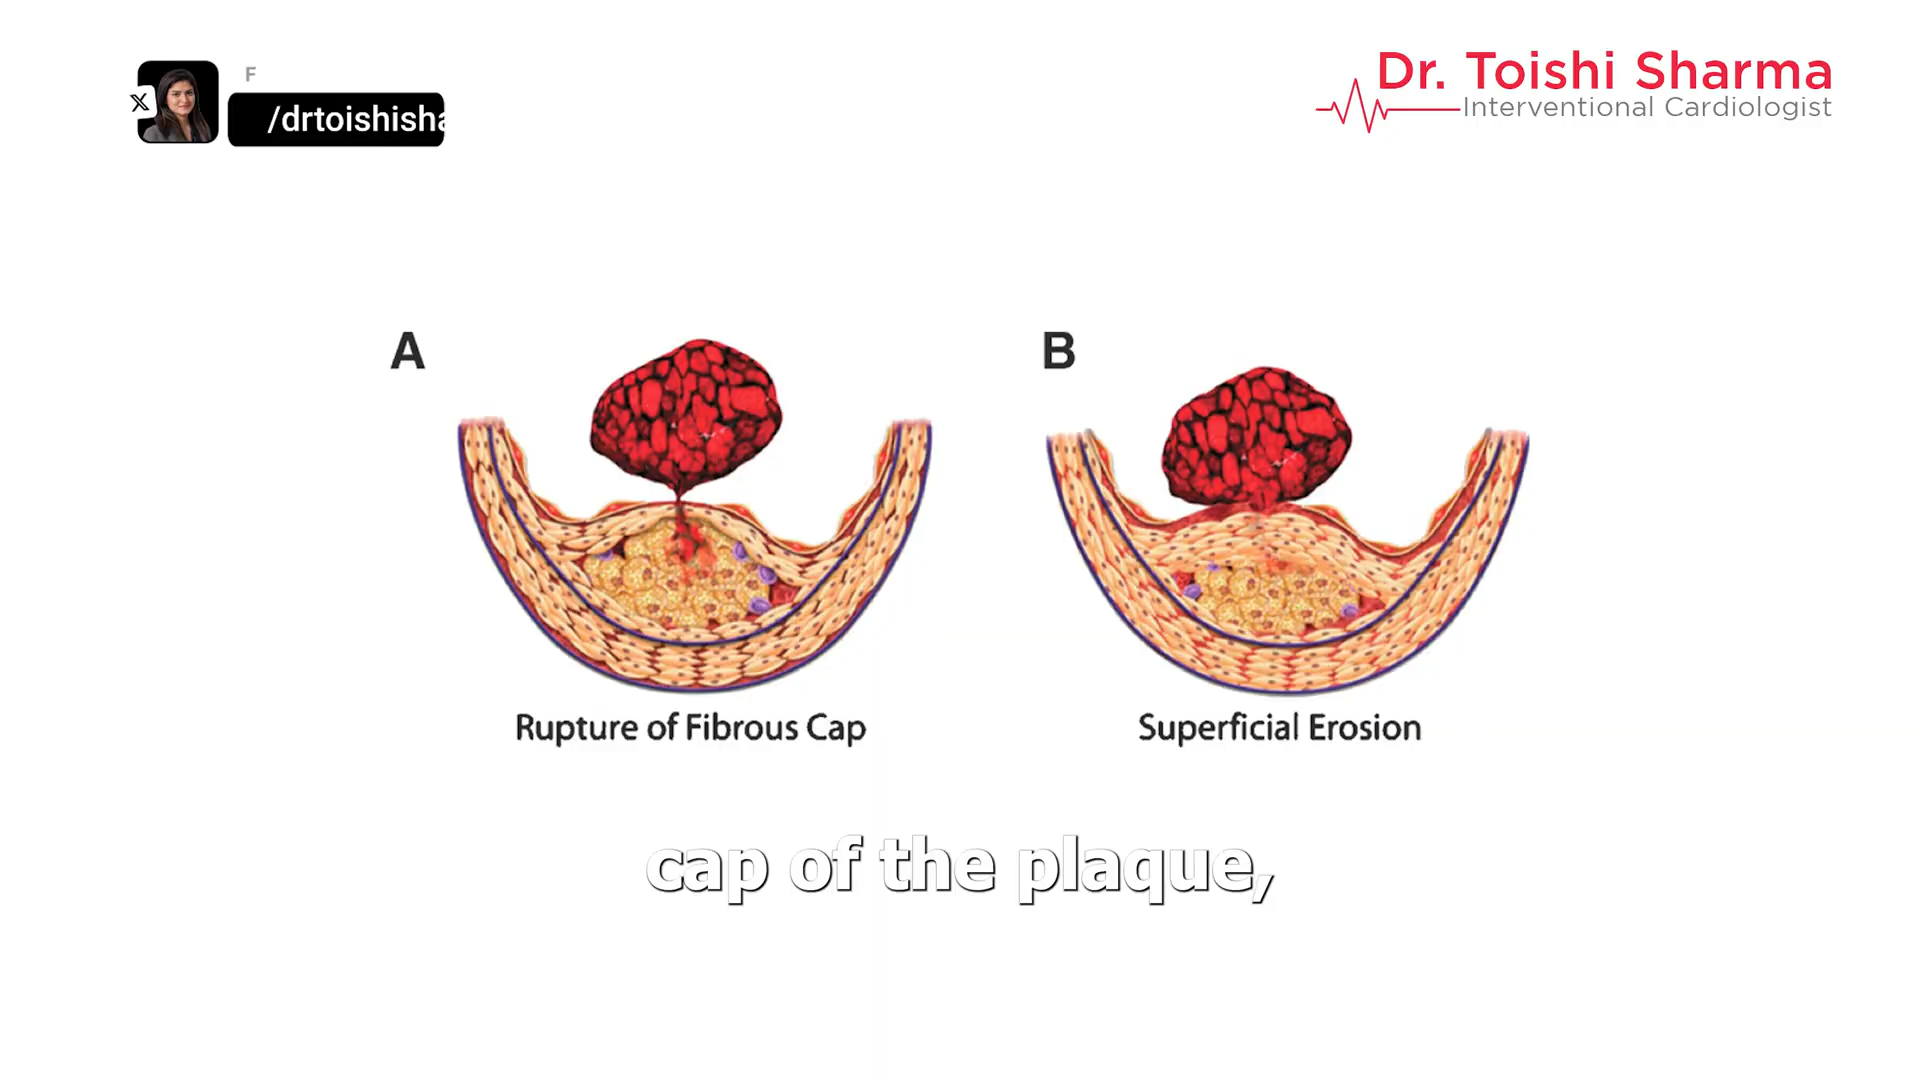 F
/drtoishisha
Dr. Toishi Sharma
Interventional Cardiologist
A
B
Rupture of Fibrous Cap
Superficial Erosion
cap of the plaque,